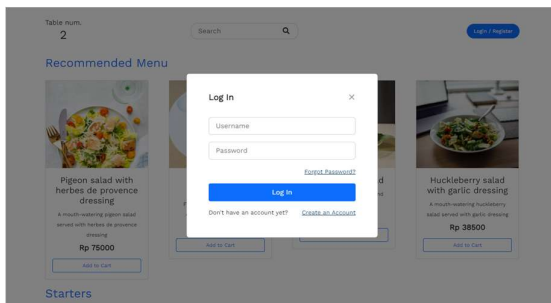 Table num.
2
Search
Login / Register
Recommended Menu
Log In
×
Username
Password
Forgot Password?
Log In
Don't have an account yet? Create an Account
Pigeon salad with
herbes de provence
dressing
A mouth-watering pigeon salad
served with herbes de provence
dressing
Rp 75000
Add to Cart
Add to Cart
Huckleberry salad
with garlic dressing
A mouth-watering huckleberry
salad served with garlic dressing
Rp 38500
Add to Cart
Starters